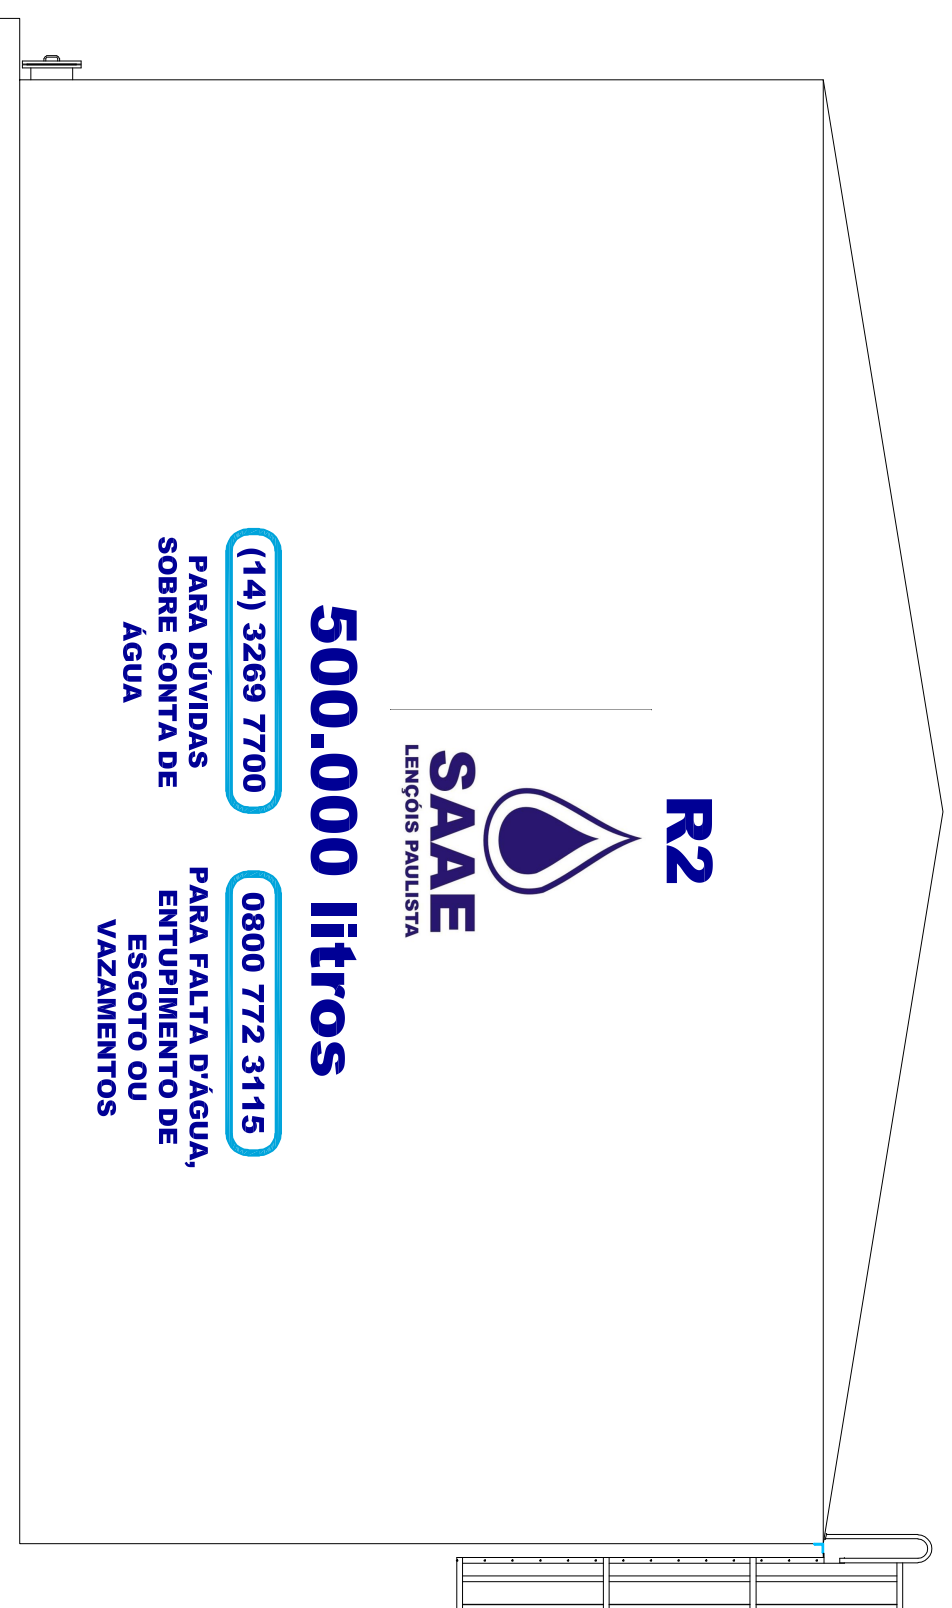 R2
SAAE
LENÇÓIS PAULISTA
500.000 litros
(14) 3269 7700
PARA DÚVIDAS
SOBRE CONTA DE
ÁGUA
0800 772 3115
PARA FALTA D'ÁGUA,
ENTUPIMENTO DE
ESGOTO OU
VAZAMENTOS